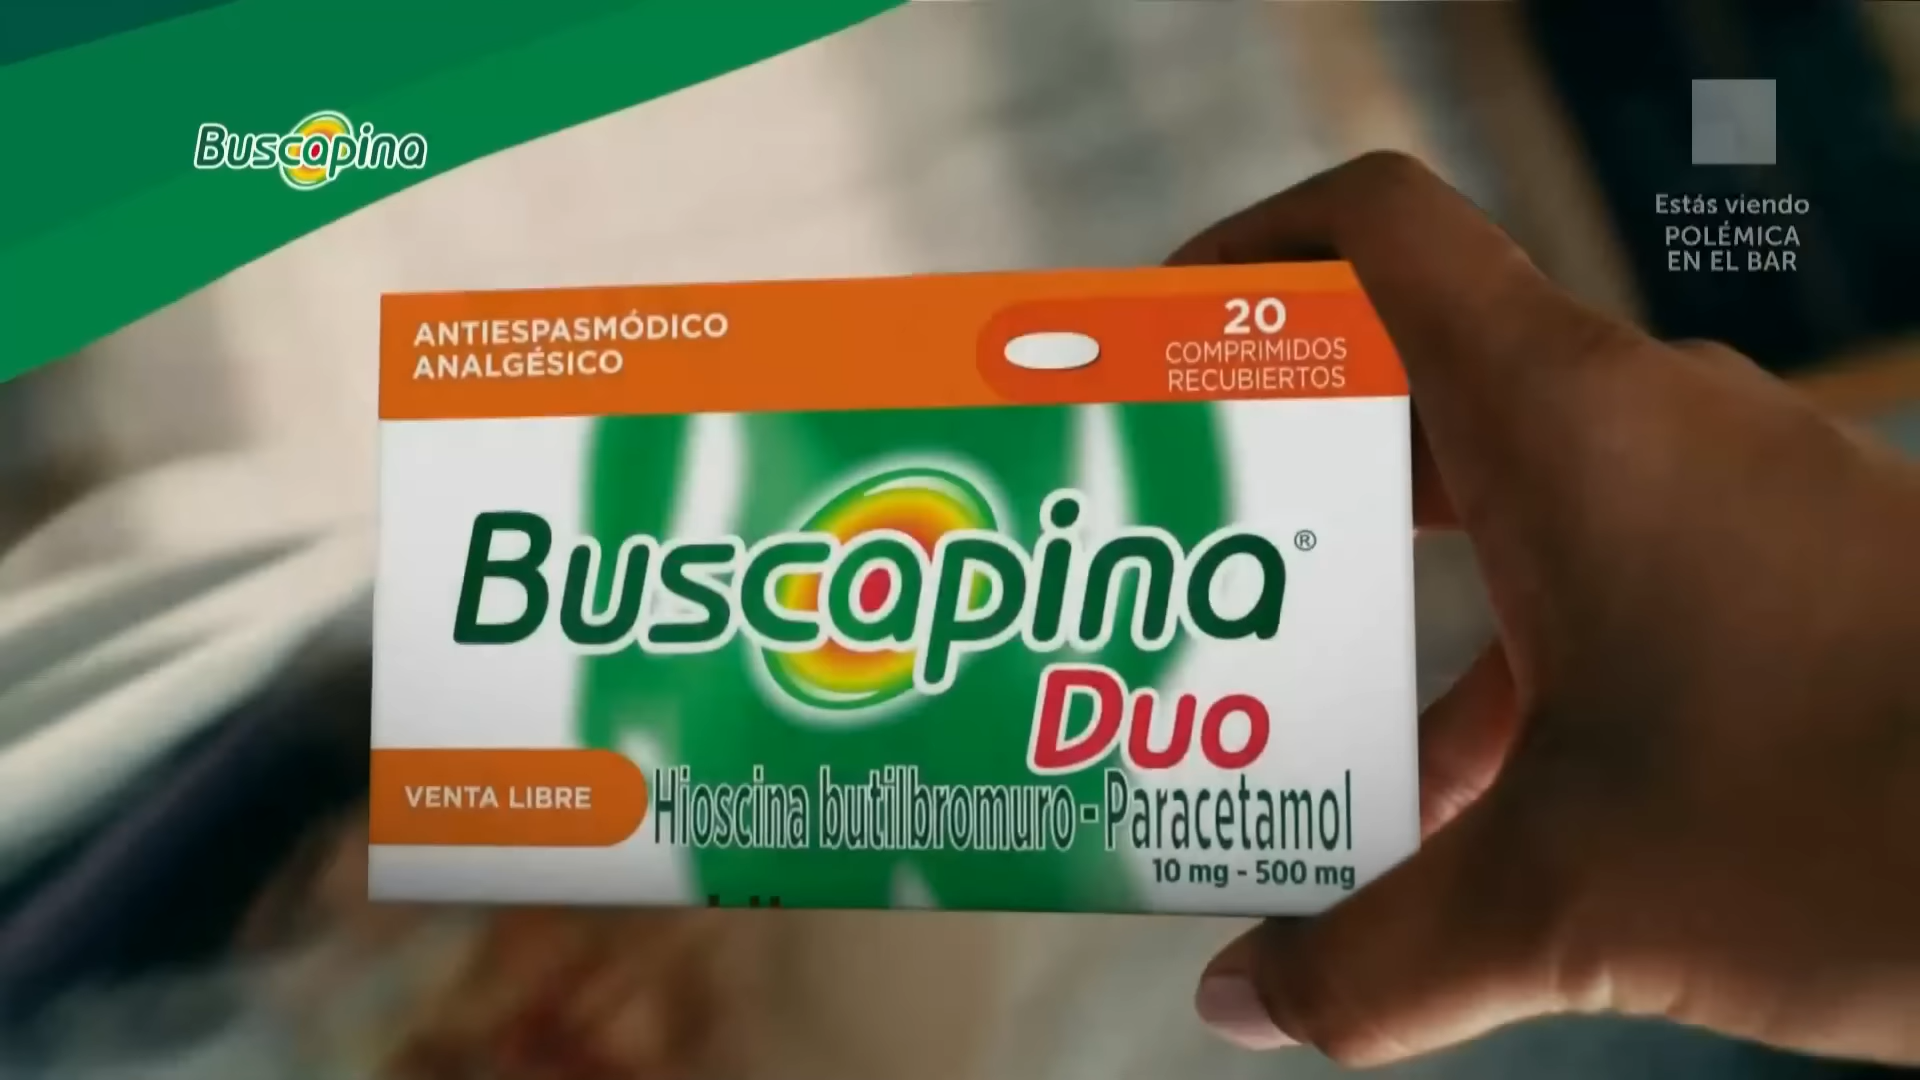 Buscapina
Estás viendo
POLÉMICA
EN EL BAR
ANTIESPASMÓDICO
ANALGÉSICO
20
COMPRIMIDOS
RECUBIERTOS
Buscapina®
Duo
VENTA LIBRE
Hioscina butilbromuro - Paracetamol
10 mg - 500 mg